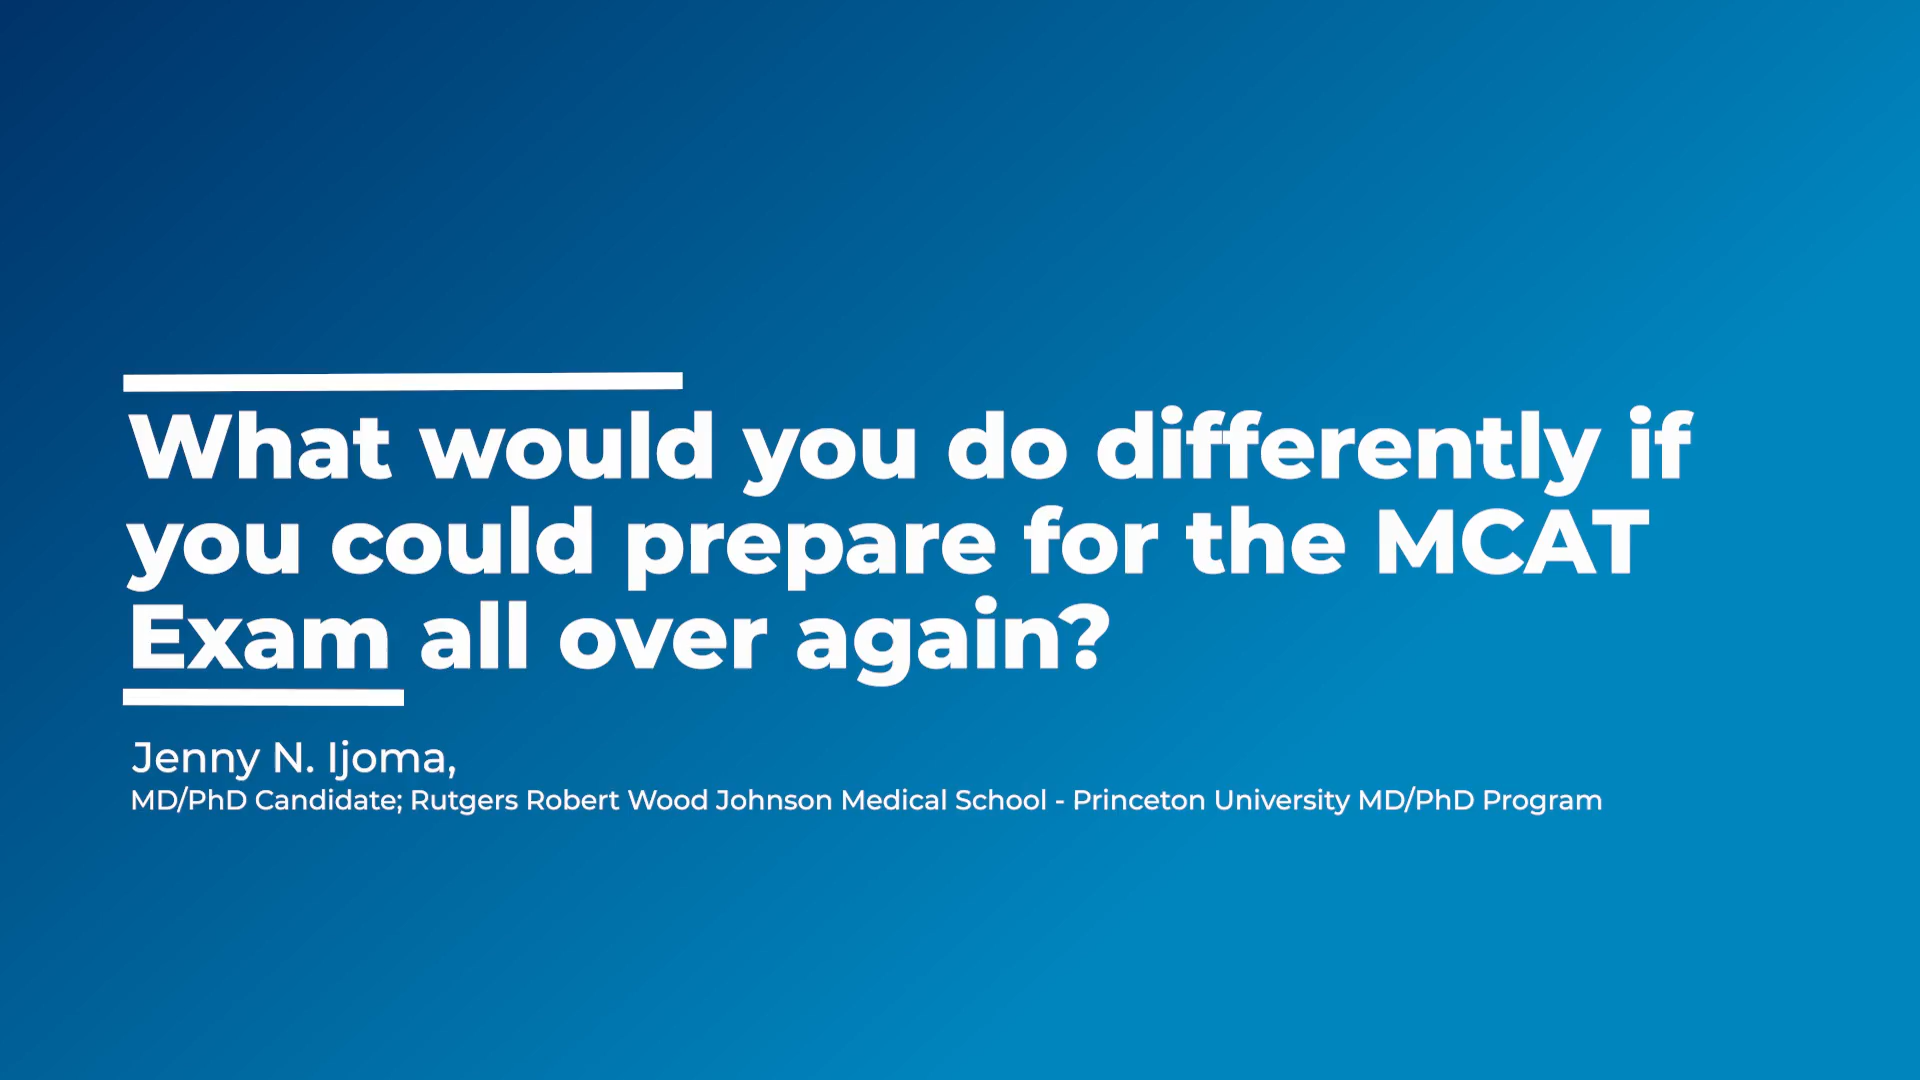 What would you do differently if
you could prepare for the MCAT
Exam all over again?
Jenny N. Ijoma,
MD/PhD Candidate; Rutgers Robert Wood Johnson Medical School - Princeton University MD/PhD Program